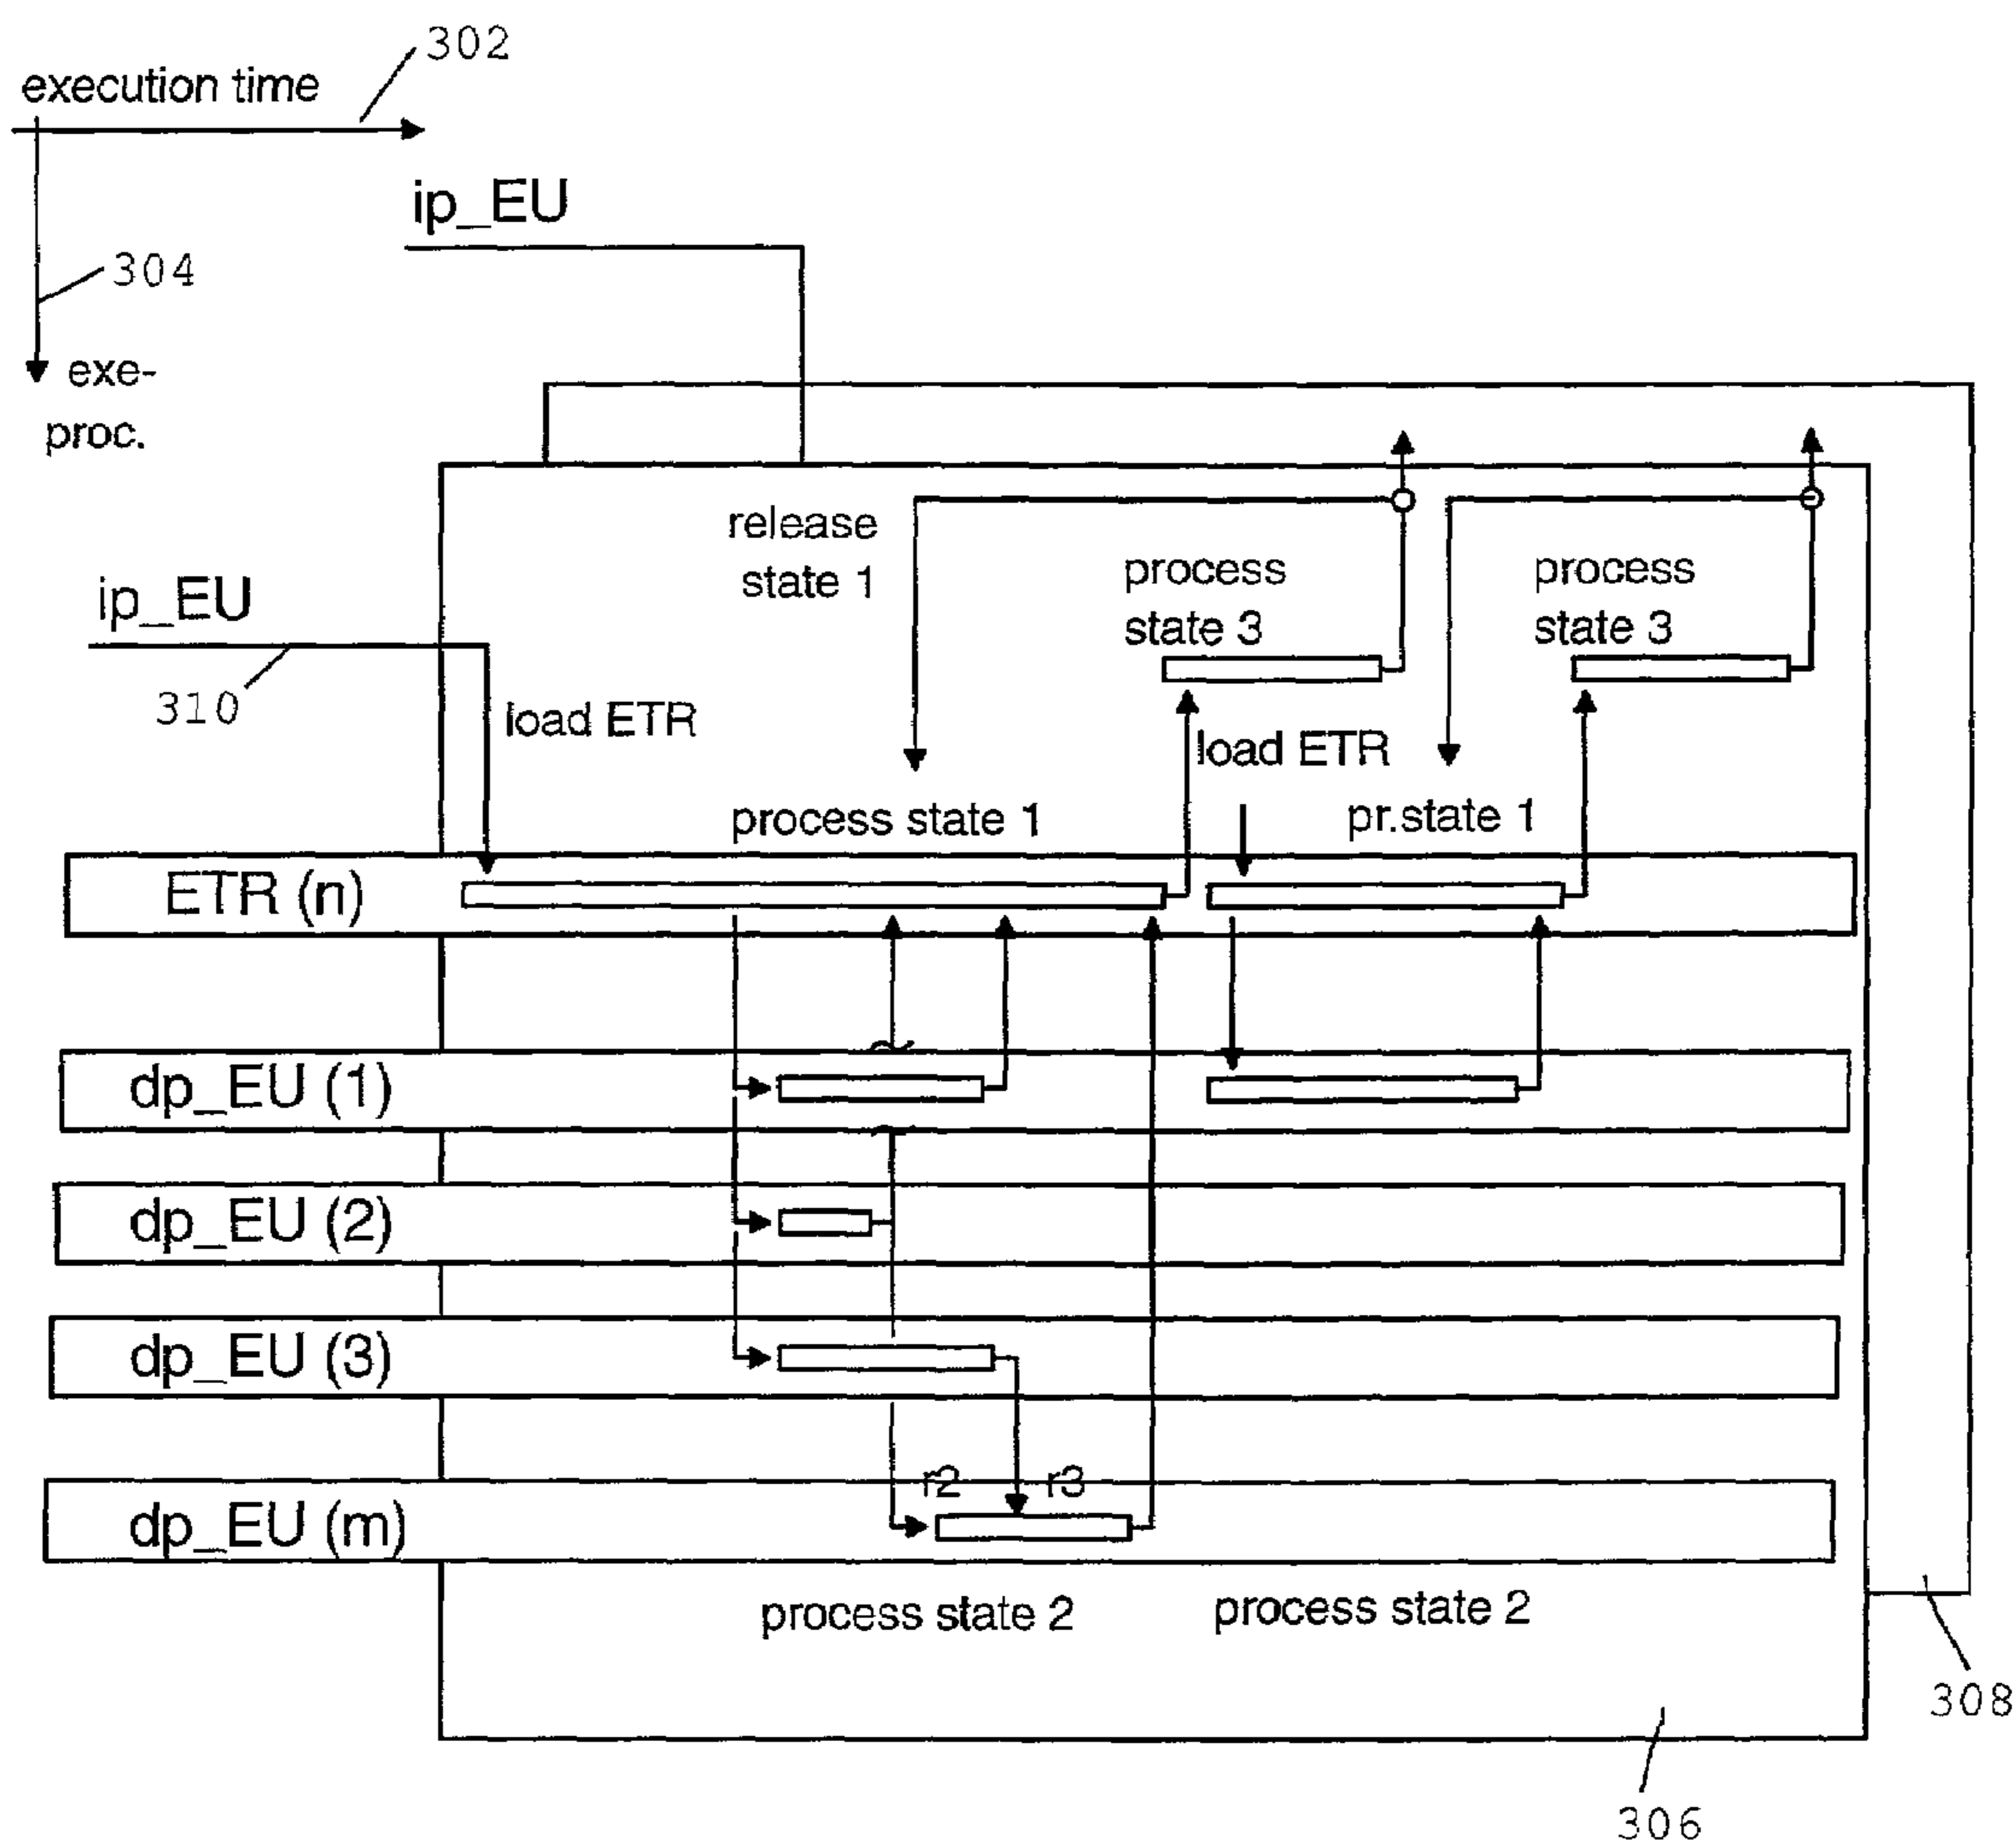 302
execution time
ip_EU
304
exe-
proc.
release
state 1
process
state 3
process
state 3
ip_EU
310
load ETR
load ETR
process state 1
pr.state 1
ETR (n)
dp_EU (1)
dp_EU (2)
dp_EU (3)
r2
r3
dp_EU (m)
process state 2
process state 2
308
306